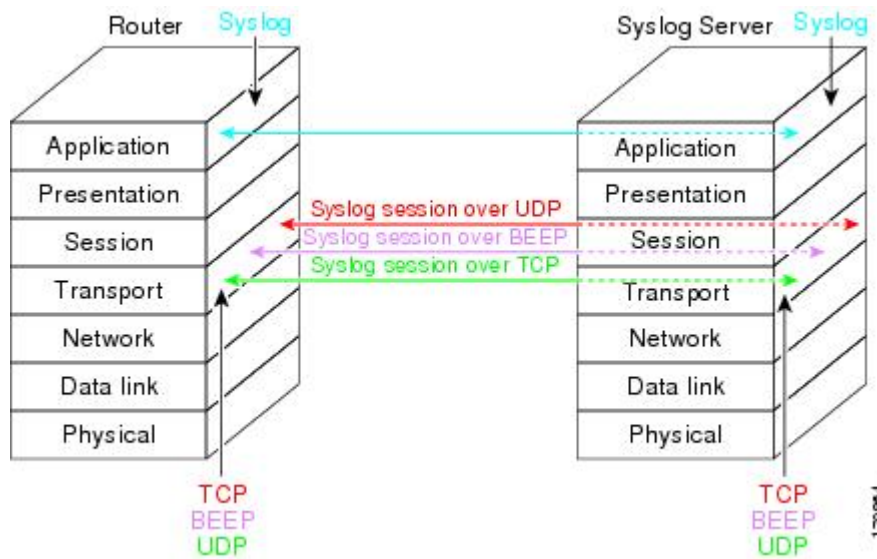 Router Syslog
Syslog Server Syslog
Application
Presentation
Session
Transport
Network
Data link
Physical
Syslog session over UDP
Syslog session over BEEP
Syslog session over TCP
Application
Presentation
Session
Transport
Network
Data link
Physical
TCP
BEEP
UDP
TCP
BEEP
UDP